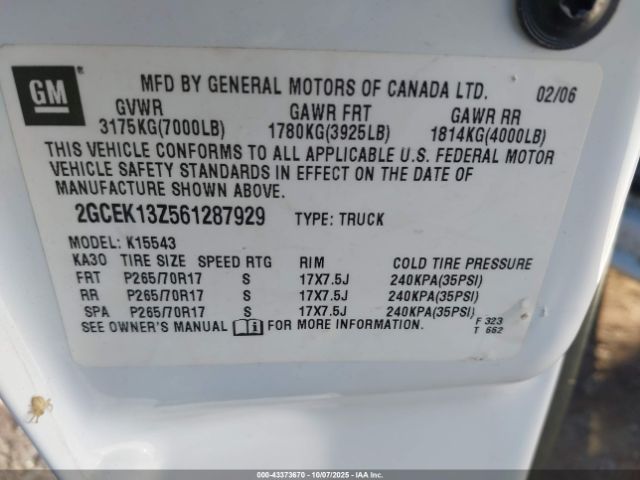 GM ®
MFD BY GENERAL MOTORS OF CANADA LTD. 02/06
GVWR GAWR FRT GAWR RR
3175KG(7000LB) 1780KG(3925LB) 1814KG(4000LB)
THIS VEHICLE CONFORMS TO ALL APPLICABLE U.S. FEDERAL MOTOR
VEHICLE SAFETY STANDARDS IN EFFECT ON THE DATE OF
MANUFACTURE SHOWN ABOVE.
2GCEK13Z561287929 TYPE: TRUCK
MODEL: K15543
KA30 TIRE SIZE SPEED RTG RIM COLD TIRE PRESSURE
FRT P265/70R17 S 17X7.5J 240KPA(35PSI)
RR P265/70R17 S 17X7.5J 240KPA(35PSI)
SPA P265/70R17 S 17X7.5J 240KPA(35PSI)
SEE OWNER'S MANUAL FOR MORE INFORMATION. F 323
T 662
000-43373670 | 10/07/2025 | IAAI.COM